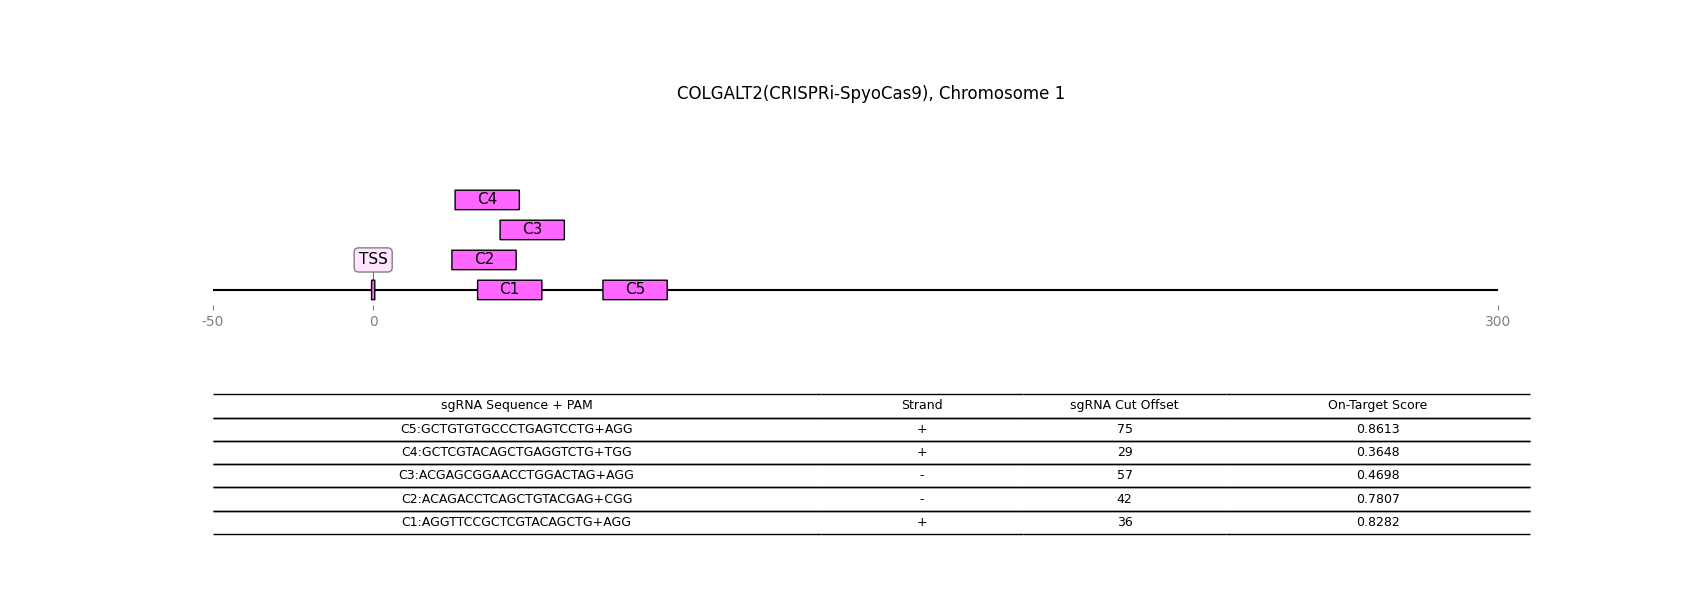 COLGALT2(CRISPRi-SpyoCas9), Chromosome 1
C4
C3
TSS
C2
C1
C5
-50
0
300
sgRNA Sequence + PAM Strand sgRNA Cut Offset On-Target Score
C5:GCTGTGTGCCCTGAGTCCTG+AGG + 75 0.8613
C4:GCTCGTACAGCTGAGGTCTG+TGG + 29 0.3648
C3:ACGAGCGGAACCTGGACTAG+AGG - 57 0.4698
C2:ACAGACCTCAGCTGTACGAG+CGG - 42 0.7807
C1:AGGTTCCGCTCGTACAGCTG+AGG + 36 0.8282